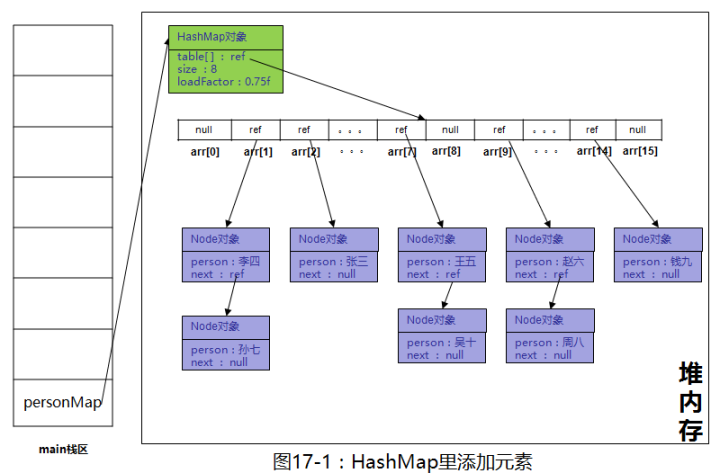 HashMap对象
table[] : ref
size : 8
loadFactor : 0.75f
null ref ref 。。。 ref null ref 。。。 ref null
arr[0] arr[1] arr[2] 。。。 arr[7] arr[8] arr[9] 。。。 arr[14] arr[15]
Node对象 Node对象 Node对象 Node对象 Node对象
person : 李四 person : 张三 person : 王五 person : 赵六 person : 钱九
next : ref next : null next : ref next : ref next : null
Node对象 Node对象 Node对象
person : 孙七 person : 吴十 person : 周八
next : null next : null next : null
personMap
main栈区
堆
内
存
图17-1：HashMap里添加元素